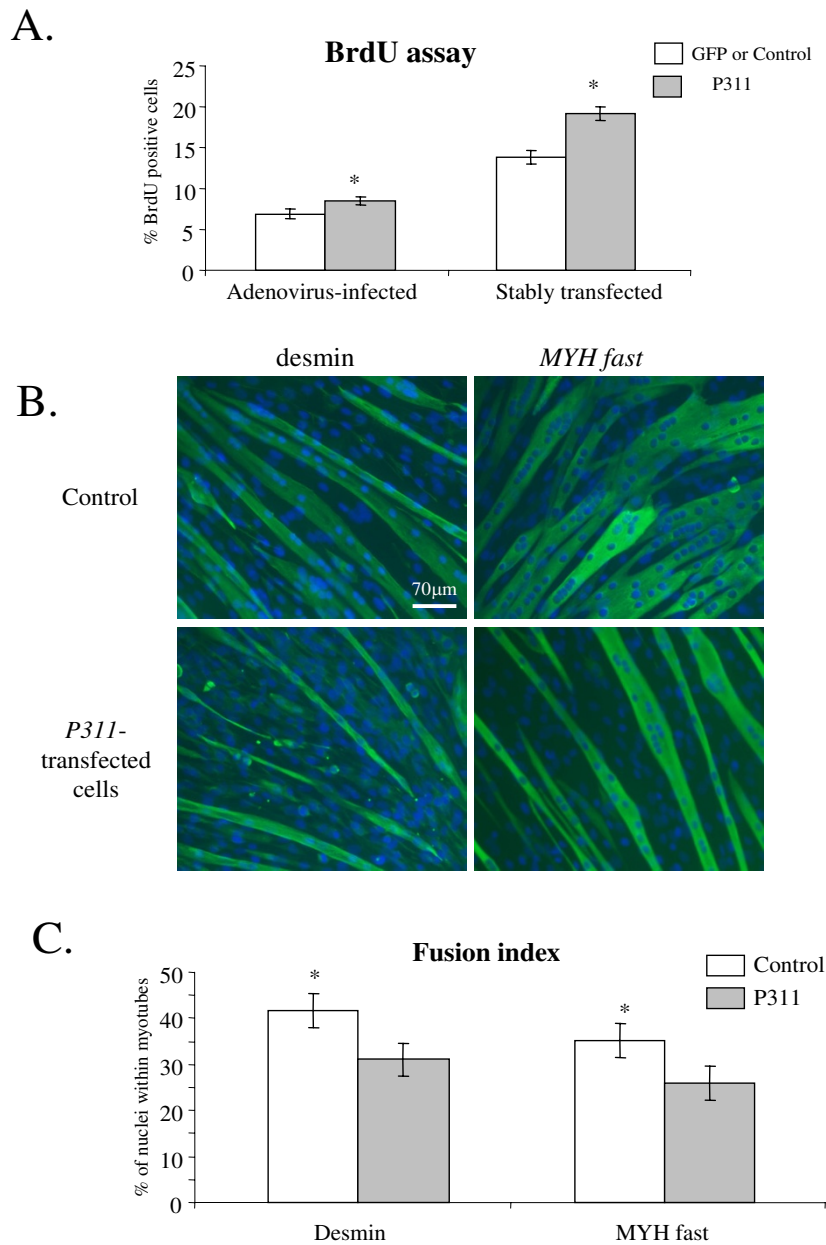 A.
BrdU assay
GFP or Control
P311
% BrdU positive cells
25
20
15
10
5
0
*
*
Adenovirus-infected
Stably transfected
desmin
MYH fast
B.
Control
70μm
P311-
transfected
cells
C.
Fusion index
Control
P311
% of nuclei within myotubes
50
40
30
20
10
0
*
*
Desmin
MYH fast